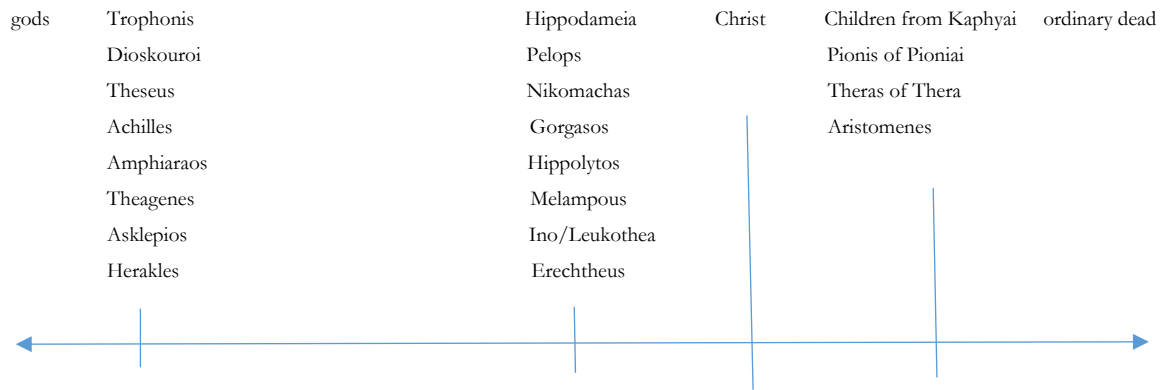 gods Trophonis Hippodameia Christ Children from Kaphyai ordinary dead
Dioskouroi Pelops Pionis of Pioniai
Theseus Nikomachas Theras of Thera
Achilles Gorgasos Aristomenes
Amphiaraos Hippolytos
Theagenes Melampous
Asklepios Ino/Leukothea
Herakles Erechtheus